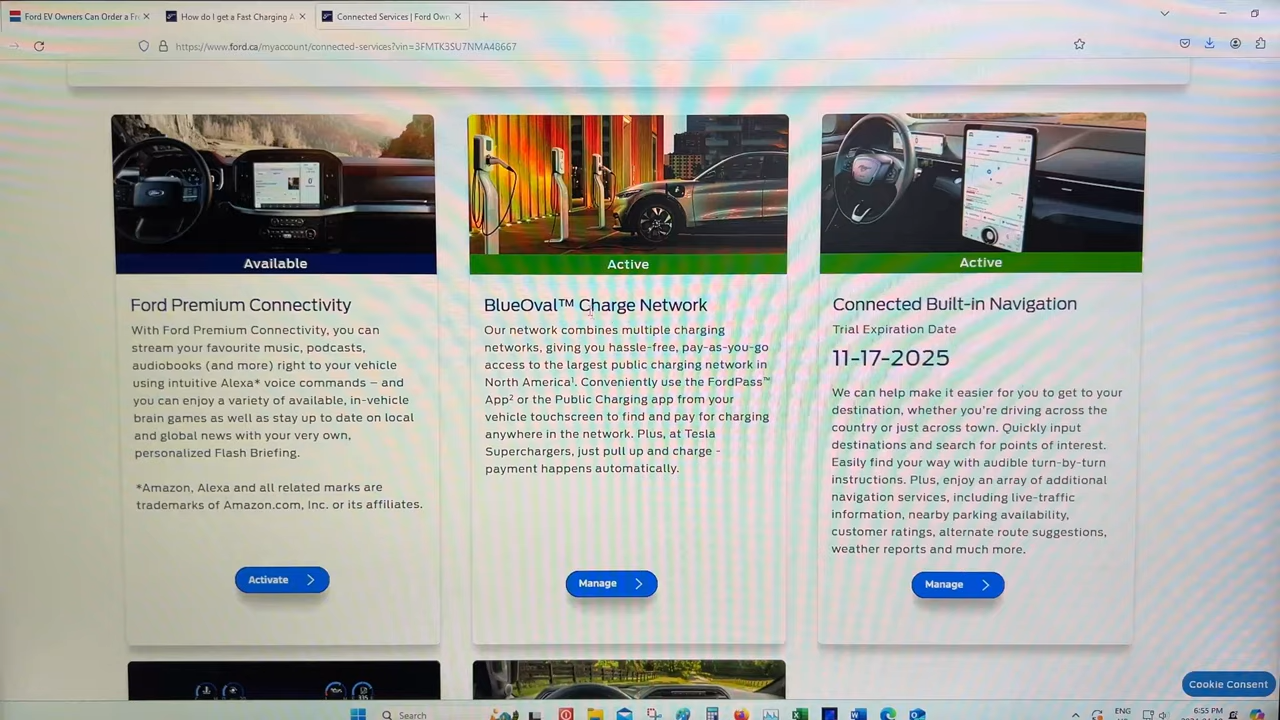 Ford EV Owners Can Order a Fr
How do I get a Fast Charging A
Connected Services | Ford Own
https://www.ford.ca/myaccount/connected-services?vin=3FMTK3SU7NMA48667
Available
Ford Premium Connectivity
With Ford Premium Connectivity, you can
stream your favourite music, podcasts,
audiobooks (and more) right to your vehicle
using intuitive Alexa* voice commands – and
you can enjoy a variety of available, in-vehicle
brain games as well as stay up to date on local
and global news with your very own,
personalized Flash Briefing.
*Amazon, Alexa and all related marks are
trademarks of Amazon.com, Inc. or its affiliates.
Activate
Active
BlueOval™ Charge Network
Our network combines multiple charging
networks, giving you hassle-free, pay-as-you-go
access to the largest public charging network in
North America¹. Conveniently use the FordPass™
App² or the Public Charging app from your
vehicle touchscreen to find and pay for charging
anywhere in the network. Plus, at Tesla
Superchargers, just pull up and charge -
payment happens automatically.
Manage
Active
Connected Built-in Navigation
Trial Expiration Date
11-17-2025
We can help make it easier for you to get to your
destination, whether you're driving across the
country or just across town. Quickly input
destinations and search for points of interest.
Easily find your way with audible turn-by-turn
instructions. Plus, enjoy an array of additional
navigation services, including live-traffic
information, nearby parking availability,
customer ratings, alternate route suggestions,
weather reports and much more.
Manage
Cookie Consent
Search
ENG
6:55 PM